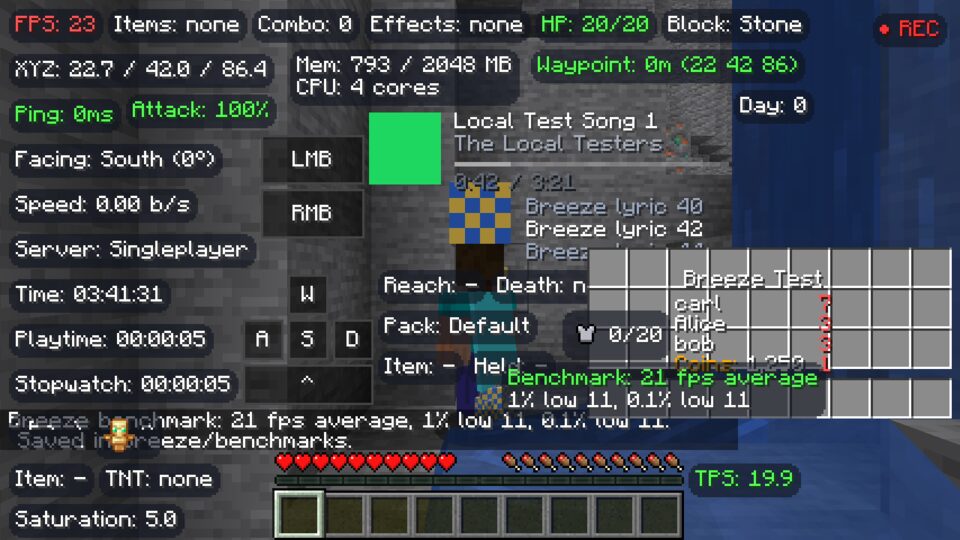 FPS: 23
Items: none
Combo: 0
Effects: none
HP: 20/20
Block: Stone
REC
XYZ: 22.7 / 42.0 / 86.4
Mem: 793 / 2048 MB
CPU: 4 cores
Waypoint: 0m (22 42 86)
Ping: 0ms
Attack: 100%
Day: 0
Local Test Song 1
The Local Testers
0:42 / 3:21
Facing: South (0°)
LMB
Speed: 0.00 b/s
RMB
Breeze lyric 40
Breeze lyric 42
Breeze
Server: Singleplayer
Time: 03:41:31
W
Reach: -
Death: n
Breeze Test
carl 7
Alice
bob
Coins: 1,250
Playtime: 00:00:05
A
S
D
Pack: Default
0/20
Item: -
Held: -
Stopwatch: 00:00:05
^
Benchmark: 21 fps average
1% low 11, 0.1% low 11
Breeze benchmark: 21 fps average, 1% low 11, 0.1% low 11.
Saved in breeze/benchmarks.
Item: -
TNT: none
TPS: 19.9
Saturation: 5.0